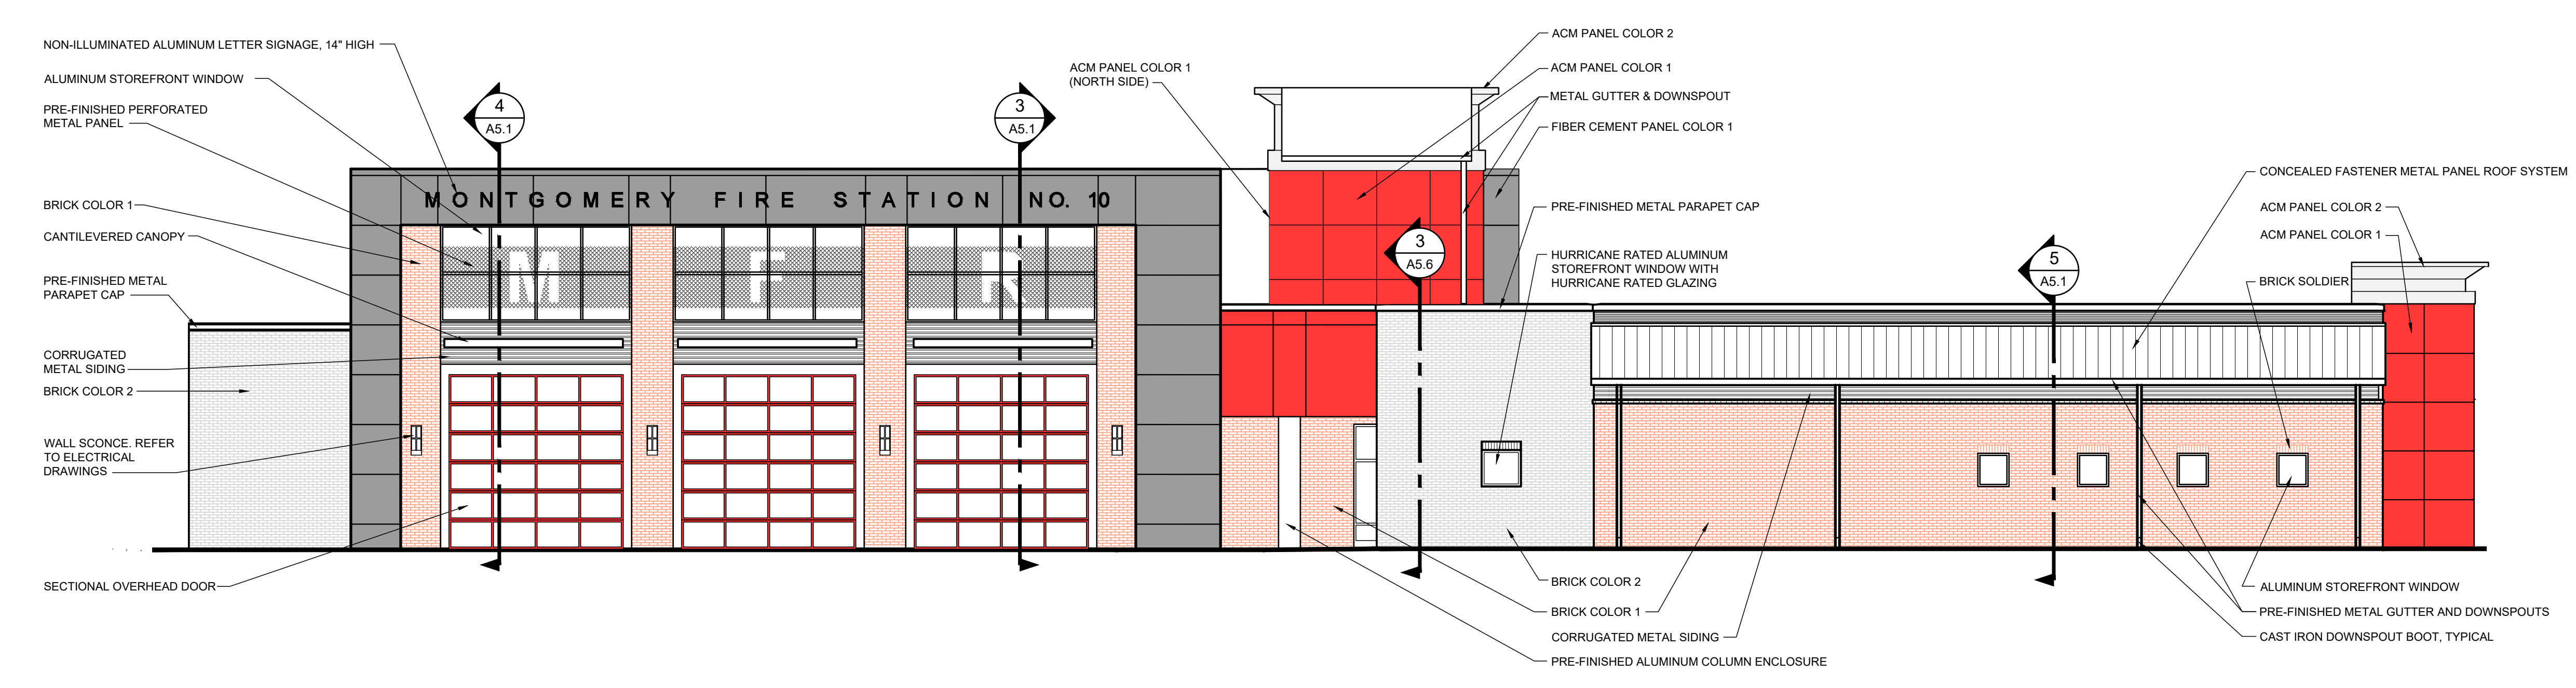 NON-ILLUMINATED ALUMINUM LETTER SIGNAGE, 14" HIGH
ALUMINUM STOREFRONT WINDOW
PRE-FINISHED PERFORATED
METAL PANEL
BRICK COLOR 1
CANTILEVERED CANOPY
PRE-FINISHED METAL
PARAPET CAP
CORRUGATED
METAL SIDING
BRICK COLOR 2
WALL SCONCE. REFER
TO ELECTRICAL
DRAWINGS
SECTIONAL OVERHEAD DOOR
4
A5.1
3
A5.1
MONTGOMERY FIRE STATION NO. 10
M F R
ACM PANEL COLOR 1
(NORTH SIDE)
ACM PANEL COLOR 2
ACM PANEL COLOR 1
METAL GUTTER & DOWNSPOUT
FIBER CEMENT PANEL COLOR 1
PRE-FINISHED METAL PARAPET CAP
3
A5.6
HURRICANE RATED ALUMINUM
STOREFRONT WINDOW WITH
HURRICANE RATED GLAZING
BRICK COLOR 2
BRICK COLOR 1
CORRUGATED METAL SIDING
PRE-FINISHED ALUMINUM COLUMN ENCLOSURE
5
A5.1
CONCEALED FASTENER METAL PANEL ROOF SYSTEM
ACM PANEL COLOR 2
ACM PANEL COLOR 1
BRICK SOLDIER
ALUMINUM STOREFRONT WINDOW
PRE-FINISHED METAL GUTTER AND DOWNSPOUTS
CAST IRON DOWNSPOUT BOOT, TYPICAL